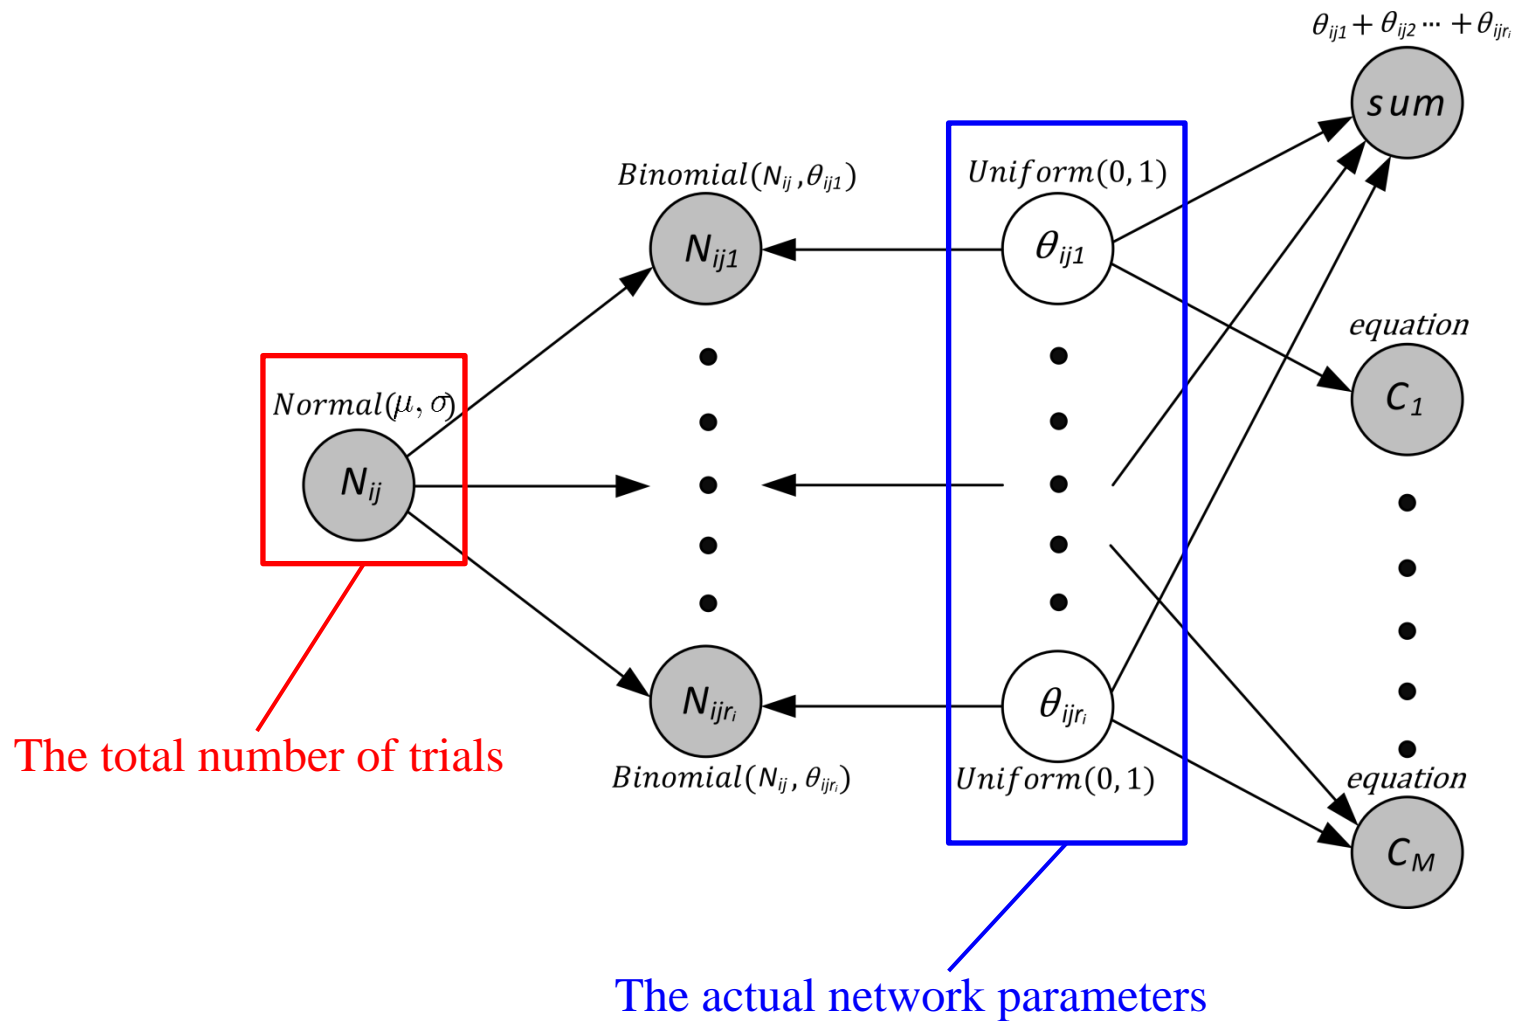 θij1 + θij2 ··· + θijri
sum
Binomial(Nij, θij1)
Uniform(0, 1)
Nij1
θij1
equation
C1
Normal(μ, σ)
Nij
Nijri
θijri
Binomial(Nij, θijri)
Uniform(0, 1)
equation
CM
The total number of trials
The actual network parameters